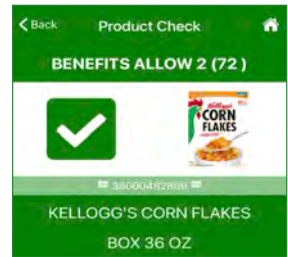 Back Product Check
BENEFITS ALLOW 2 (72 )
Kellogg's
CORN
FLAKES
KELLOGG'S CORN FLAKES
BOX 36 OZ